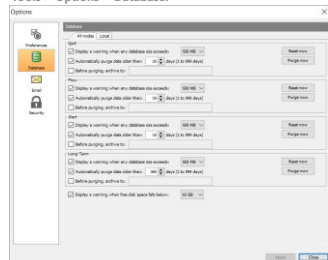 Tools > Options > Database.
Options
Database
Preferences
Database
Email
Security
All nodes Local
Split
Display a warning when any database size exceeds: 500 MB Reset now
Automatically purge data older than: days (1 to 999 days) Purge now
Before purging, archive to:
Flow
Display a warning when any database size exceeds: 500 MB Reset now
Automatically purge data older than: days (1 to 999 days) Purge now
Before purging, archive to:
Alert
Display a warning when any database size exceeds: 500 MB Reset now
Automatically purge data older than: days (1 to 999 days) Purge now
Before purging, archive to:
Long-Term
Display a warning when any database size exceeds: 500 MB Reset now
Automatically purge data older than: days (1 to 999 days) Purge now
Before purging, archive to:
Display a warning when free disk space falls below: 10 GB
Apply Close